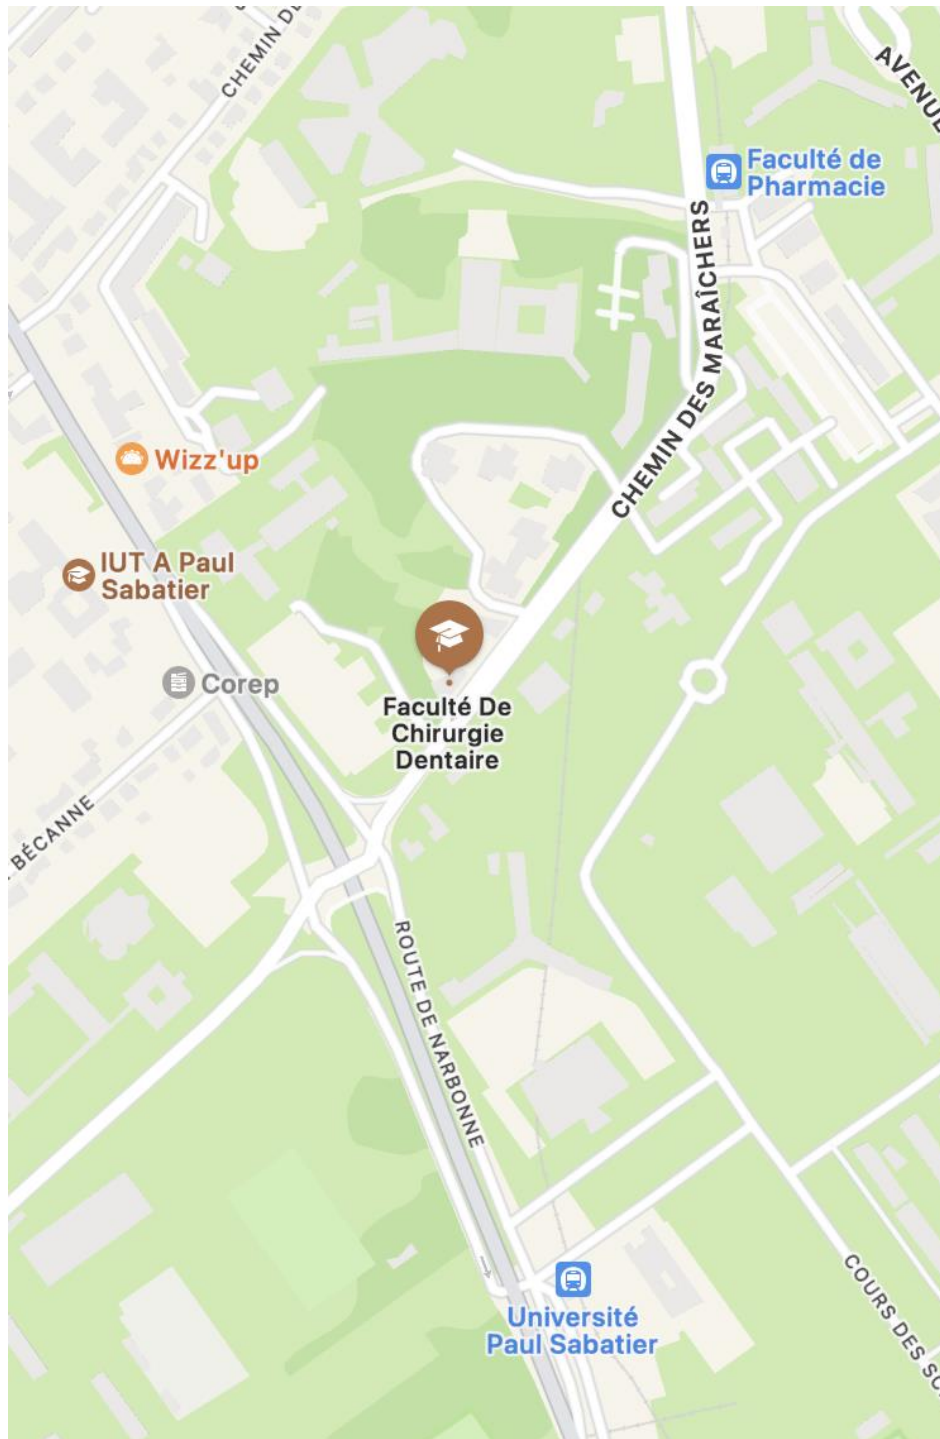 CHEMIN DE
AVENUE
Faculté de
Pharmacie
CHEMIN DES MARAÎCHERS
Wizz'up
IUT A Paul
Sabatier
Corep
Faculté De
Chirurgie
Dentaire
BÉCANNE
ROUTE DE NARBONNE
Université
Paul Sabatier
COURS DES